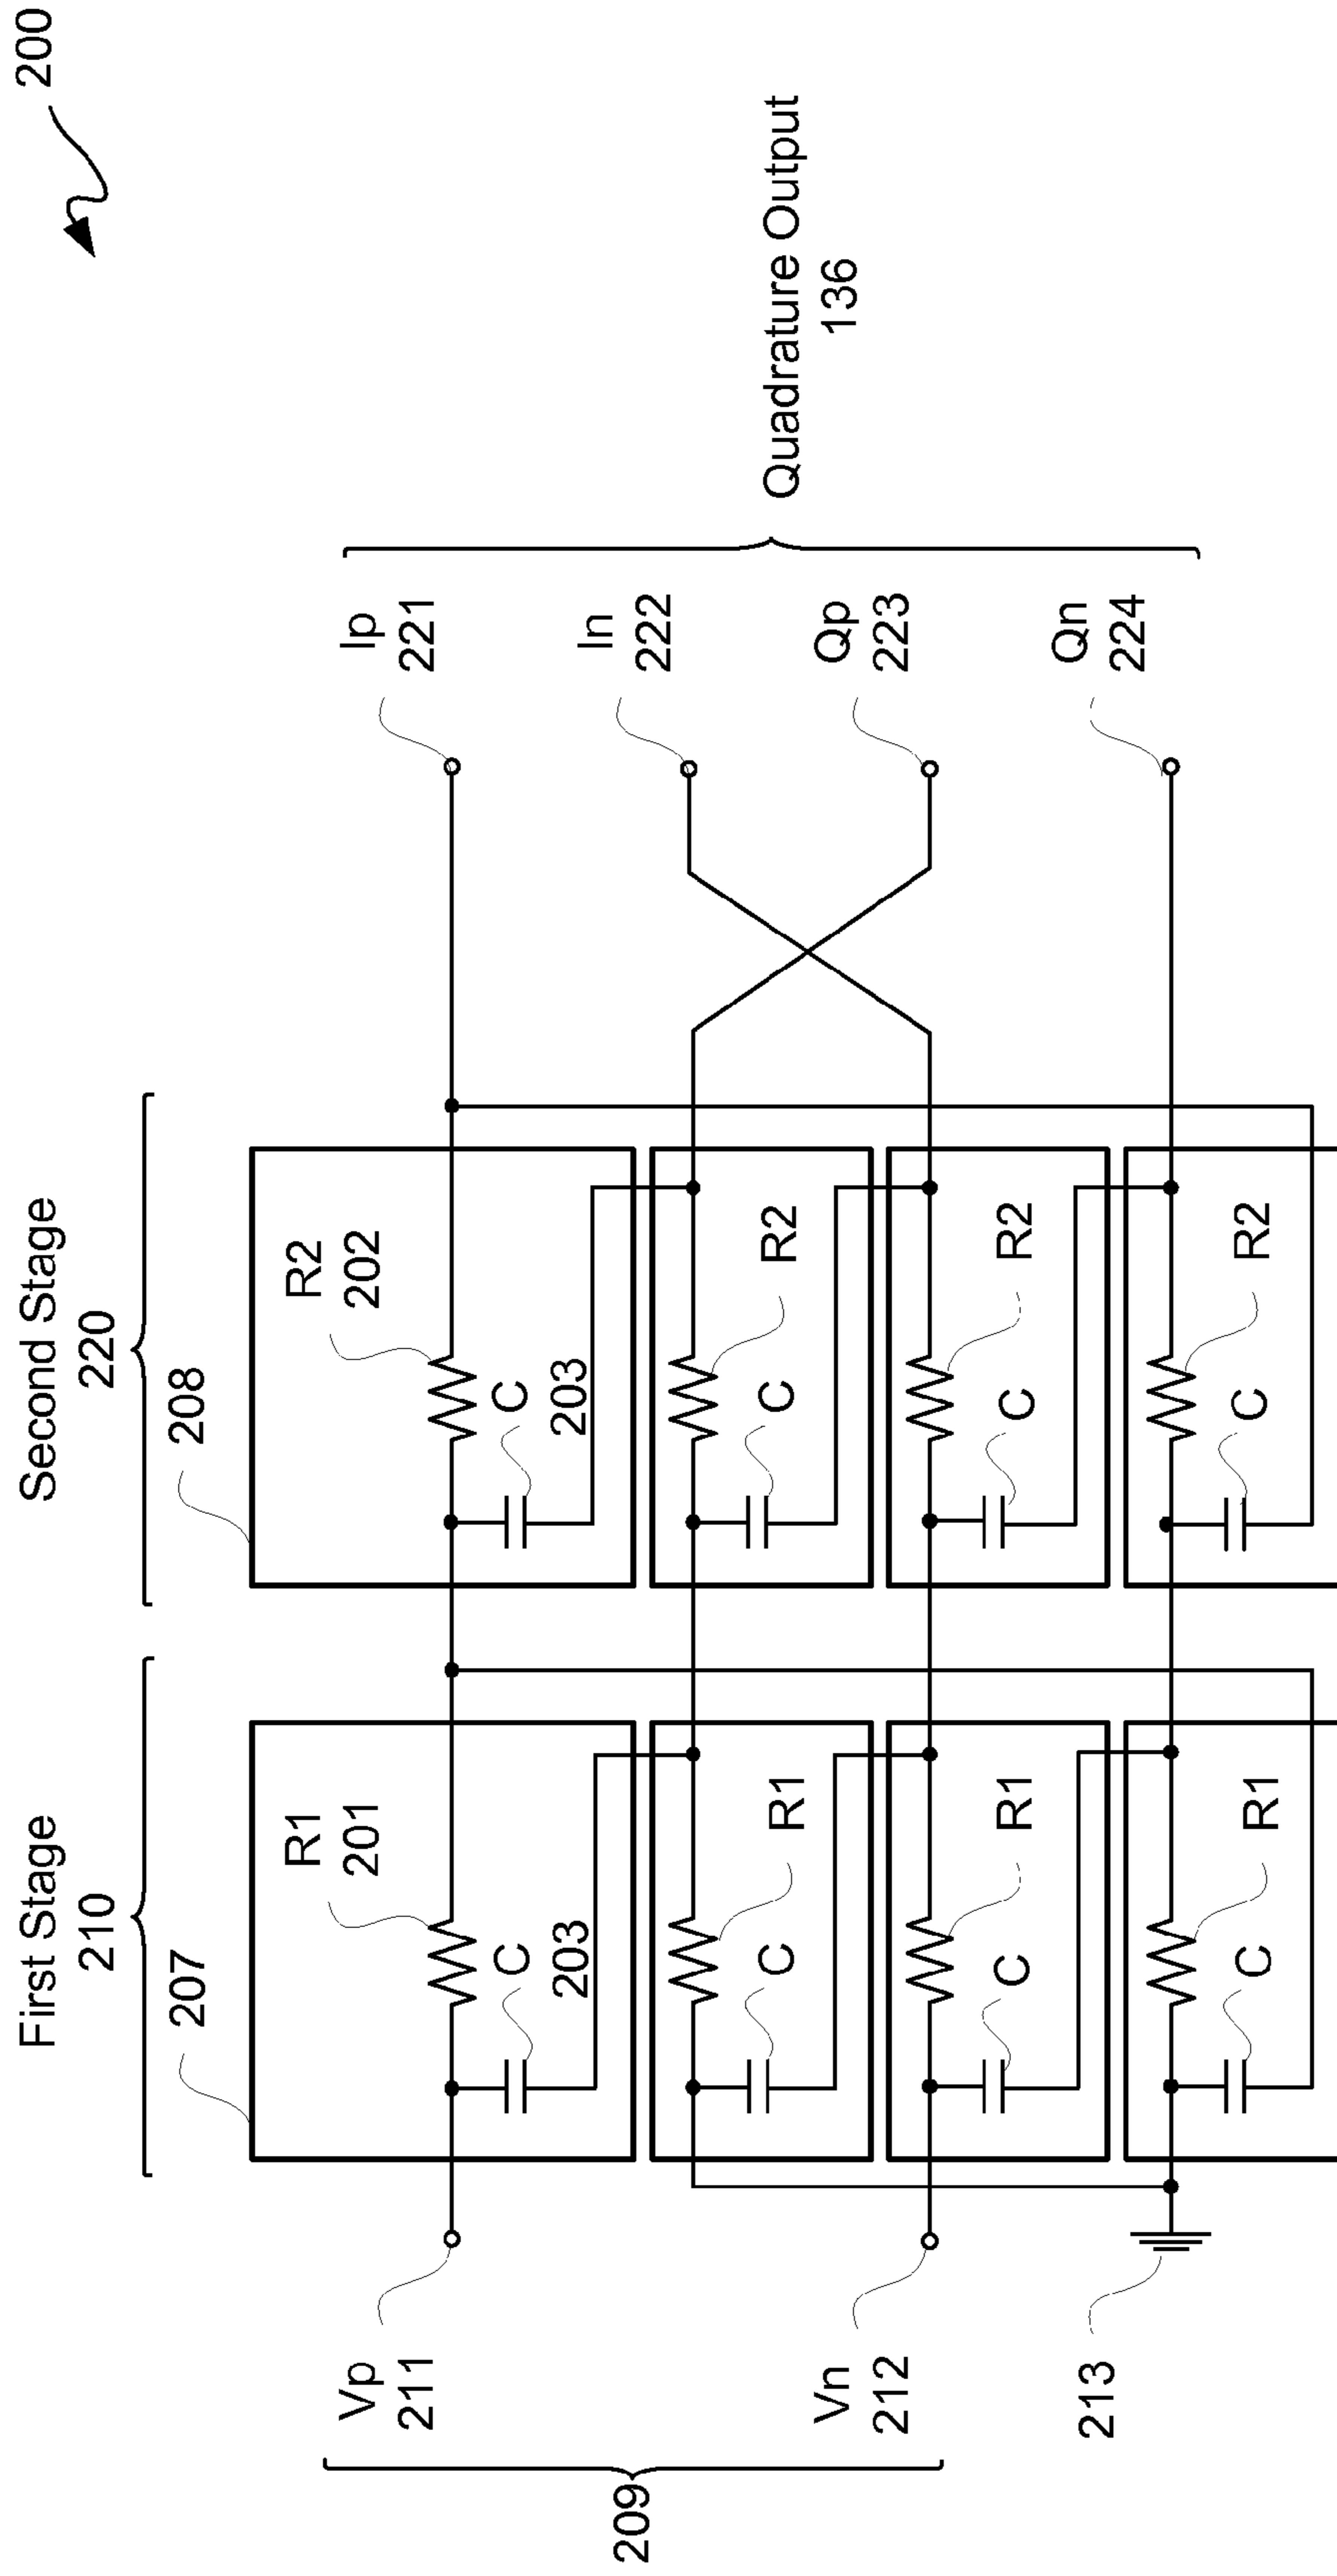 200
First Stage
210
Second Stage
220
207
208
R1
201
R2
202
C
203
C
203
Vp
211
Ip
221
R1
C
R2
C
In
222
209
Quadrature Output
136
Vn
212
R1
C
R2
C
Qp
223
213
R1
C
R2
C
Qn
224